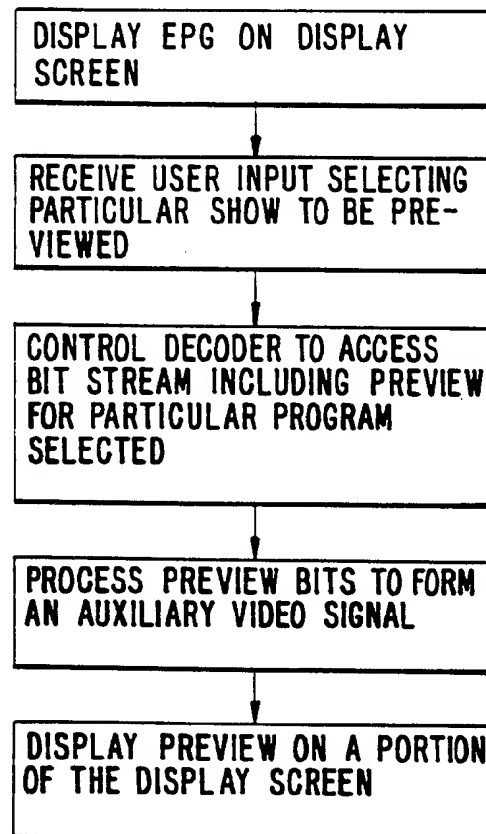 DISPLAY EPG ON DISPLAY
SCREEN
RECEIVE USER INPUT SELECTING
PARTICULAR SHOW TO BE PRE-
VIEWED
CONTROL DECODER TO ACCESS
BIT STREAM INCLUDING PREVIEW
FOR PARTICULAR PROGRAM
SELECTED
PROCESS PREVIEW BITS TO FORM
AN AUXILIARY VIDEO SIGNAL
DISPLAY PREVIEW ON A PORTION
OF THE DISPLAY SCREEN